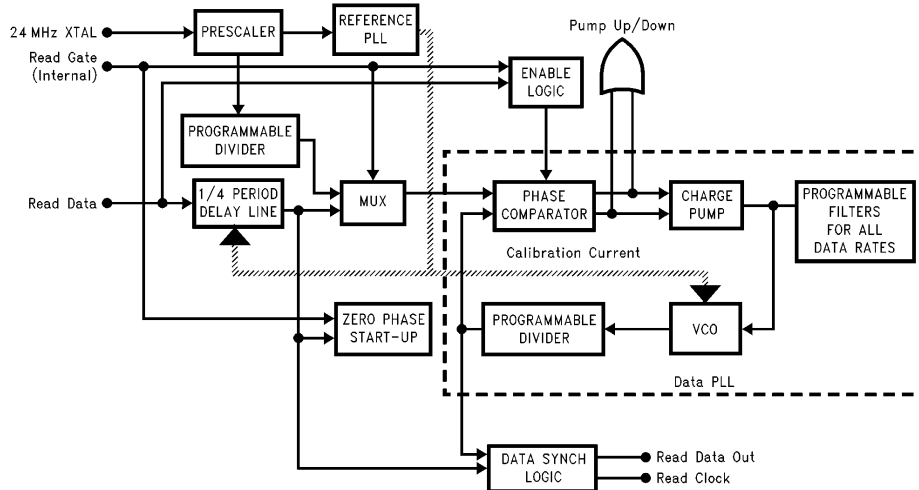 24 MHz XTAL
PRESCALER
REFERENCE
PLL
Pump Up/Down
Read Gate
(Internal)
ENABLE
LOGIC
PROGRAMMABLE
DIVIDER
Read Data
1/4 PERIOD
DELAY LINE
MUX
PHASE
COMPARATOR
CHARGE
PUMP
PROGRAMMABLE
FILTERS
FOR ALL
DATA RATES
Calibration Current
ZERO PHASE
START-UP
PROGRAMMABLE
DIVIDER
VCO
Data PLL
DATA SYNCH
LOGIC
Read Data Out
Read Clock